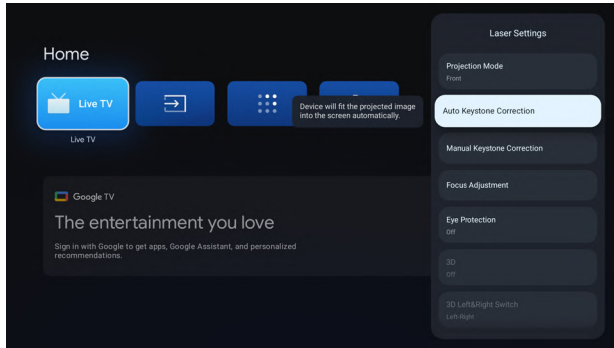 Laser Settings
Home
Projection Mode
Front
Live TV
Device will fit the projected image
into the screen automatically.
Auto Keystone Correction
Live TV
Manual Keystone Correction
Focus Adjustment
Google TV
The entertainment you love
Sign in with Google to get apps, Google Assistant, and personalized
recommendations.
Eye Protection
Off
3D
Off
3D Left&Right Switch
Left-Right